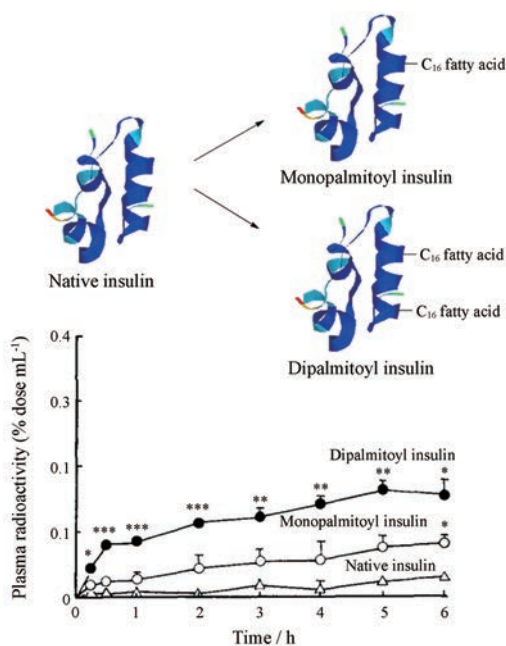 C₁₆ fatty acid
Monopalmitoyl insulin
Native insulin
C₁₆ fatty acid
C₁₆ fatty acid
Dipalmitoyl insulin
Plasma radioactivity (% dose mL⁻¹)
0.4
0.3
0.1
0.1
0
Dipalmitoyl insulin
* *** *** *** ** ** ** *
Monopalmitoyl insulin
*
Native insulin
0 1 2 3 4 5 6
Time / h